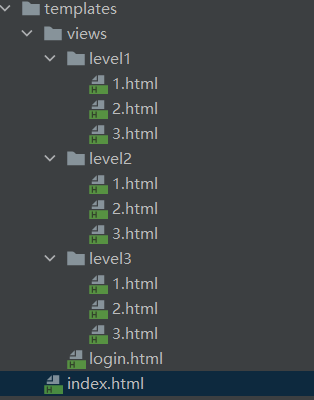 templates
views
level1
1.html
2.html
3.html
level2
1.html
2.html
3.html
level3
1.html
2.html
3.html
login.html
index.html